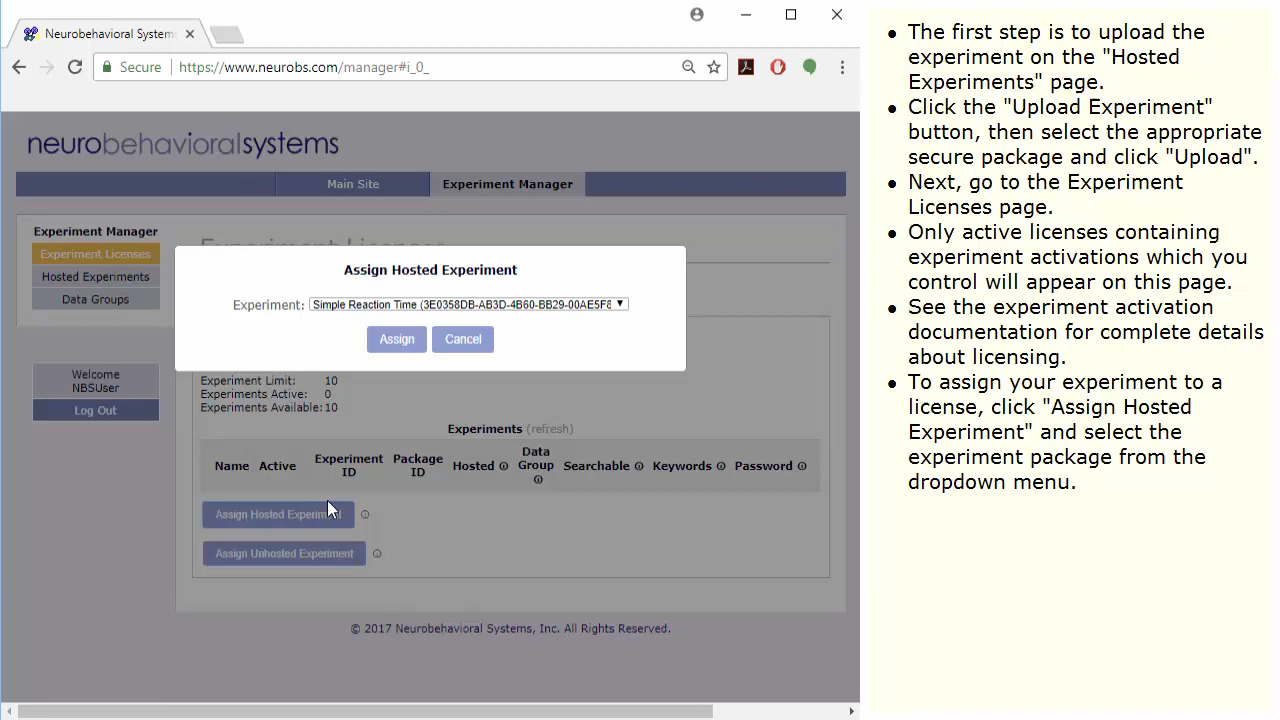 Neurobehavioral System
Secure
https://www.neurobs.com/manager#i_0_
neurobehavioralsystems
Main Site
Experiment Manager
Experiment Manager
Experiment Licenses
Hosted Experiments
Data Groups
Welcome
NBSUser
Log Out
Assign Hosted Experiment
Experiment:
Simple Reaction Time (3E0358DB-AB3D-4B60-BB29-00AE5F8
Assign
Cancel
Experiment Limit: 10
Experiments Active: 0
Experiments Available: 10
Experiments (refresh)
Name
Active
Experiment
ID
Package
ID
Hosted
Data
Group
Searchable
Keywords
Password
Assign Hosted Experiment
Assign Unhosted Experiment
© 2017 Neurobehavioral Systems, Inc. All Rights Reserved.
• The first step is to upload the
experiment on the "Hosted
Experiments" page.
• Click the "Upload Experiment"
button, then select the appropriate
secure package and click "Upload".
• Next, go to the Experiment
Licenses page.
• Only active licenses containing
experiment activations which you
control will appear on this page.
• See the experiment activation
documentation for complete details
about licensing.
• To assign your experiment to a
license, click "Assign Hosted
Experiment" and select the
experiment package from the
dropdown menu.